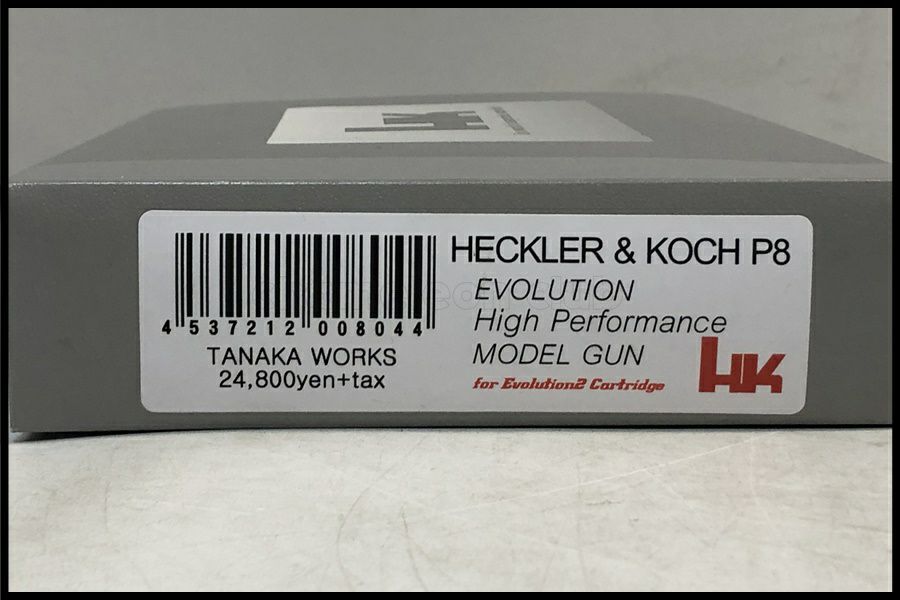 HK
4 537212 008044
TANAKA WORKS
24,800yen+tax
HECKLER & KOCH P8
EVOLUTION
High Performance
MODEL GUN
for Evolution2 Cartridge
HK